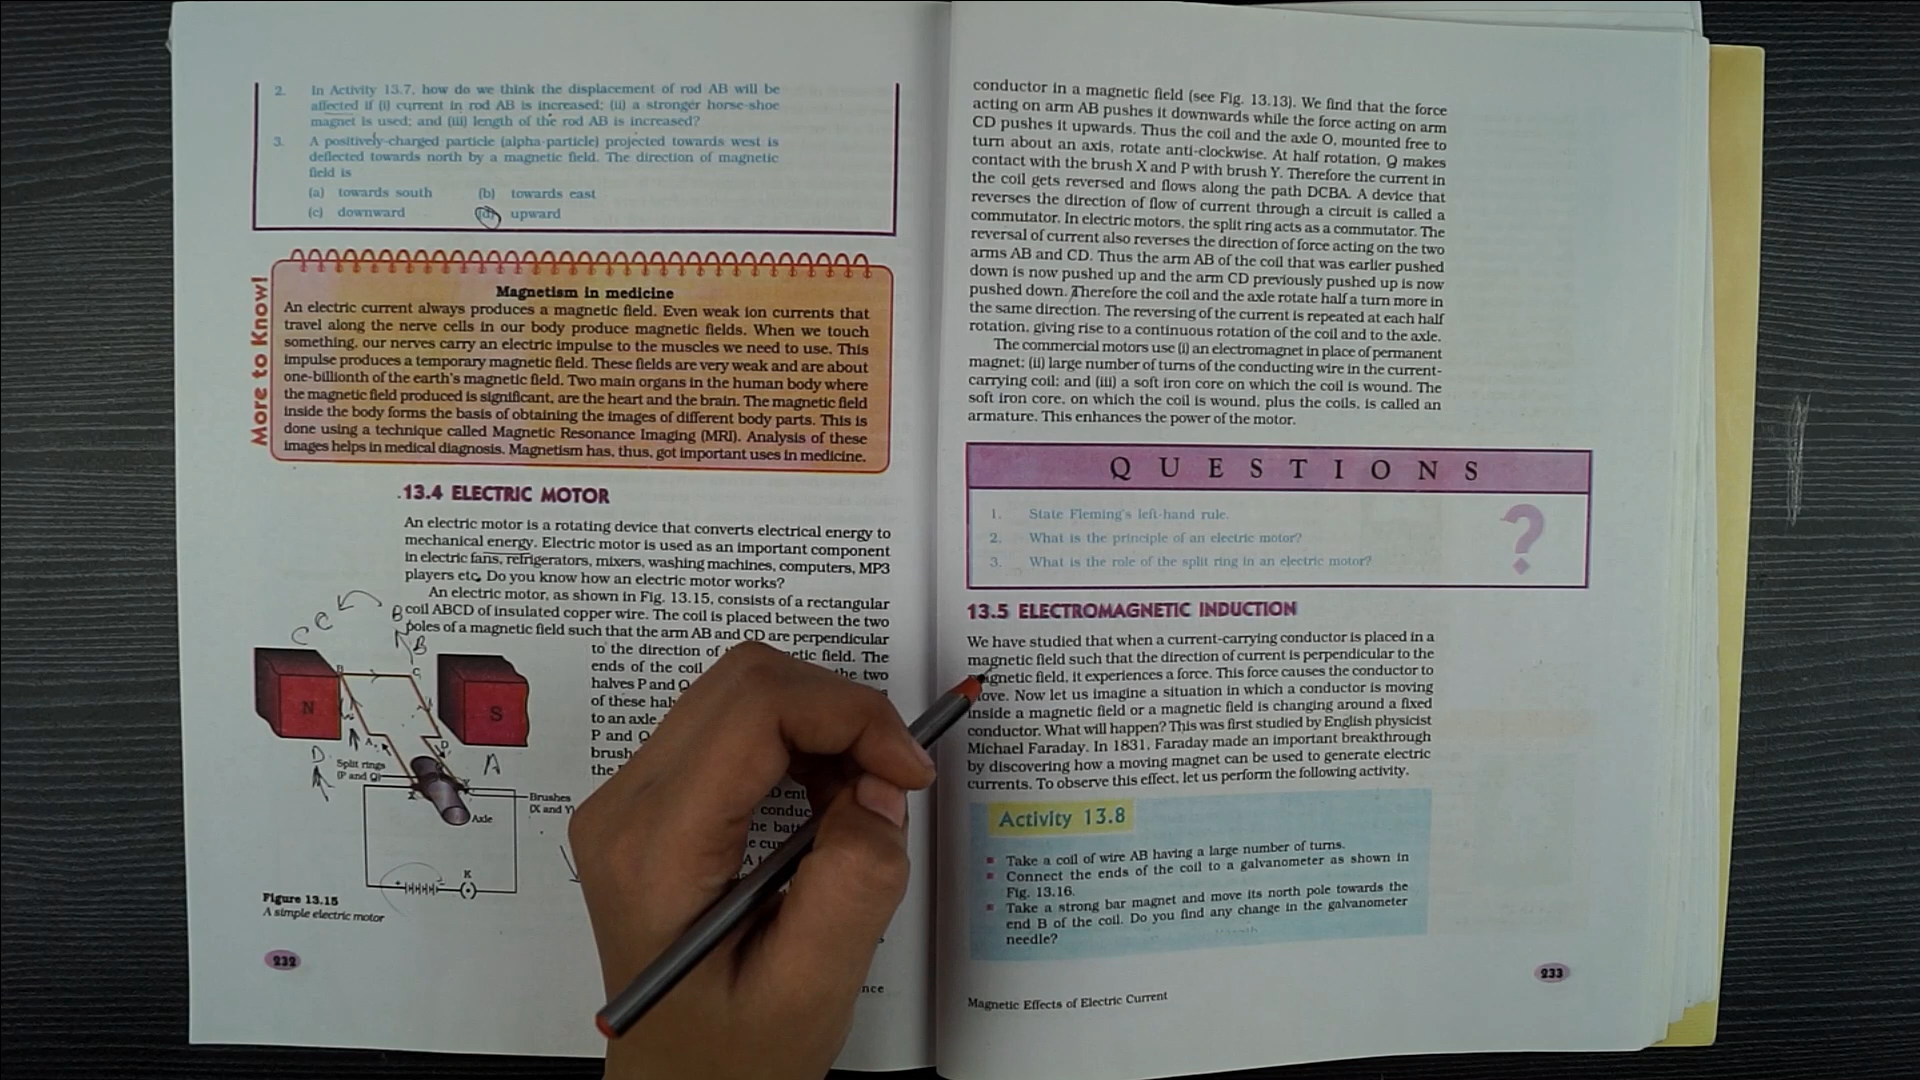 2. In Activity 13.7, how do we think the displacement of rod AB will be
affected if (i) current in rod AB is increased; (ii) a stronger horse-shoe
magnet is used; and (iii) length of the rod AB is increased?
3. A positively-charged particle (alpha-particle) projected towards west is
deflected towards north by a magnetic field. The direction of magnetic
field is
(a) towards south (b) towards east
(c) downward (d) upward
More to Know!
Magnetism in medicine
An electric current always produces a magnetic field. Even weak ion currents that
travel along the nerve cells in our body produce magnetic fields. When we touch
something, our nerves carry an electric impulse to the muscles we need to use. This
impulse produces a temporary magnetic field. These fields are very weak and are about
one-billionth of the earth's magnetic field. Two main organs in the human body where
the magnetic field produced is significant, are the heart and the brain. The magnetic field
inside the body forms the basis of obtaining the images of different body parts. This is
done using a technique called Magnetic Resonance Imaging (MRI). Analysis of these
images helps in medical diagnosis. Magnetism has, thus, got important uses in medicine.
13.4 ELECTRIC MOTOR
An electric motor is a rotating device that converts electrical energy to
mechanical energy. Electric motor is used as an important component
in electric fans, refrigerators, mixers, washing machines, computers, MP3
players etc. Do you know how an electric motor works?
An electric motor, as shown in Fig. 13.15, consists of a rectangular
coil ABCD of insulated copper wire. The coil is placed between the two
poles of a magnetic field such that the arm AB and CD are perpendicular
to the direction of field. The
ends of the coil the two
halves P and Q
of these
to an axle.
P and Q
the
C C
B
B
N
S
B
C
A
D
D
A
Split rings
(P and Q)
X
Brushes
(X and Y)
Axle
K
Figure 13.15
A simple electric motor
232
conductor in a magnetic field (see Fig. 13.13). We find that the force
acting on arm AB pushes it downwards while the force acting on arm
CD pushes it upwards. Thus the coil and the axle O, mounted free to
turn about an axis, rotate anti-clockwise. At half rotation, Q makes
contact with the brush X and P with brush Y. Therefore the current in
the coil gets reversed and flows along the path DCBA. A device that
reverses the direction of flow of current through a circuit is called a
commutator. In electric motors, the split ring acts as a commutator. The
reversal of current also reverses the direction of force acting on the two
arms AB and CD. Thus the arm AB of the coil that was earlier pushed
down is now pushed up and the arm CD previously pushed up is now
pushed down. Therefore the coil and the axle rotate half a turn more in
the same direction. The reversing of the current is repeated at each half
rotation, giving rise to a continuous rotation of the coil and to the axle.
The commercial motors use (i) an electromagnet in place of permanent
magnet; (ii) large number of turns of the conducting wire in the current-
carrying coil; and (iii) a soft iron core on which the coil is wound. The
soft iron core, on which the coil is wound, plus the coils, is called an
armature. This enhances the power of the motor.
QUESTIONS
?
1. State Fleming's left-hand rule.
2. What is the principle of an electric motor?
3. What is the role of the split ring in an electric motor?
13.5 ELECTROMAGNETIC INDUCTION
We have studied that when a current-carrying conductor is placed in a
magnetic field such that the direction of current is perpendicular to the
magnetic field, it experiences a force. This force causes the conductor to
move. Now let us imagine a situation in which a conductor is moving
inside a magnetic field or a magnetic field is changing around a fixed
conductor. What will happen? This was first studied by English physicist
Michael Faraday. In 1831, Faraday made an important breakthrough
by discovering how a moving magnet can be used to generate electric
currents. To observe this effect, let us perform the following activity.
Activity 13.8
Take a coil of wire AB having a large number of turns.
Connect the ends of the coil to a galvanometer as shown in
Fig. 13.16.
Take a strong bar magnet and move its north pole towards the
end B of the coil. Do you find any change in the galvanometer
needle?
Magnetic Effects of Electric Current
233